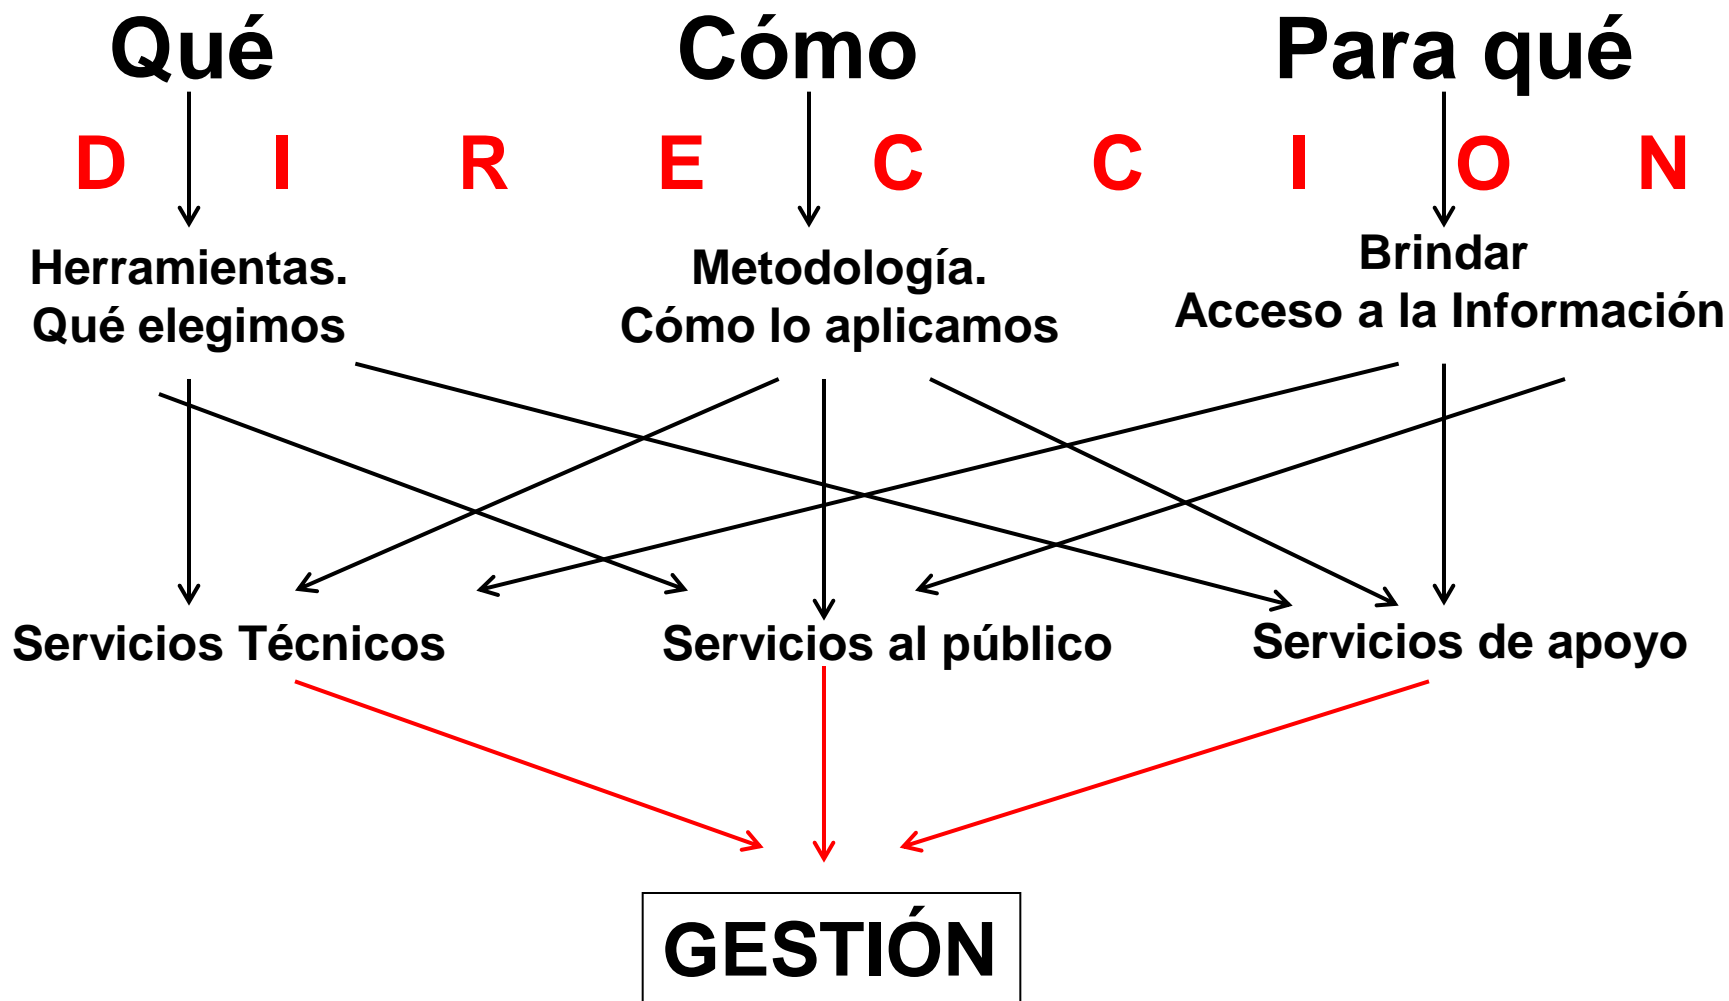 Qué Cómo Para qué
D I R E C C I O N
Herramientas.
Qué elegimos
Metodología.
Cómo lo aplicamos
Brindar
Acceso a la Información
Servicios Técnicos
Servicios al público
Servicios de apoyo
GESTIÓN